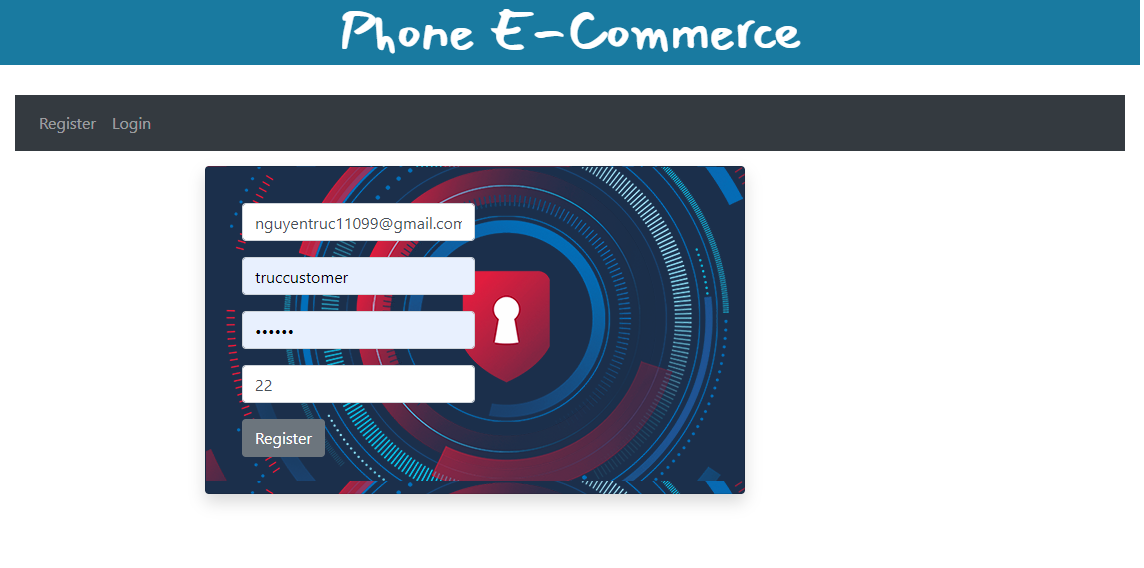 Phone E-Commerce
Register Login
nguyentruc11099@gmail.com
truccustomer
••••••
22
Register